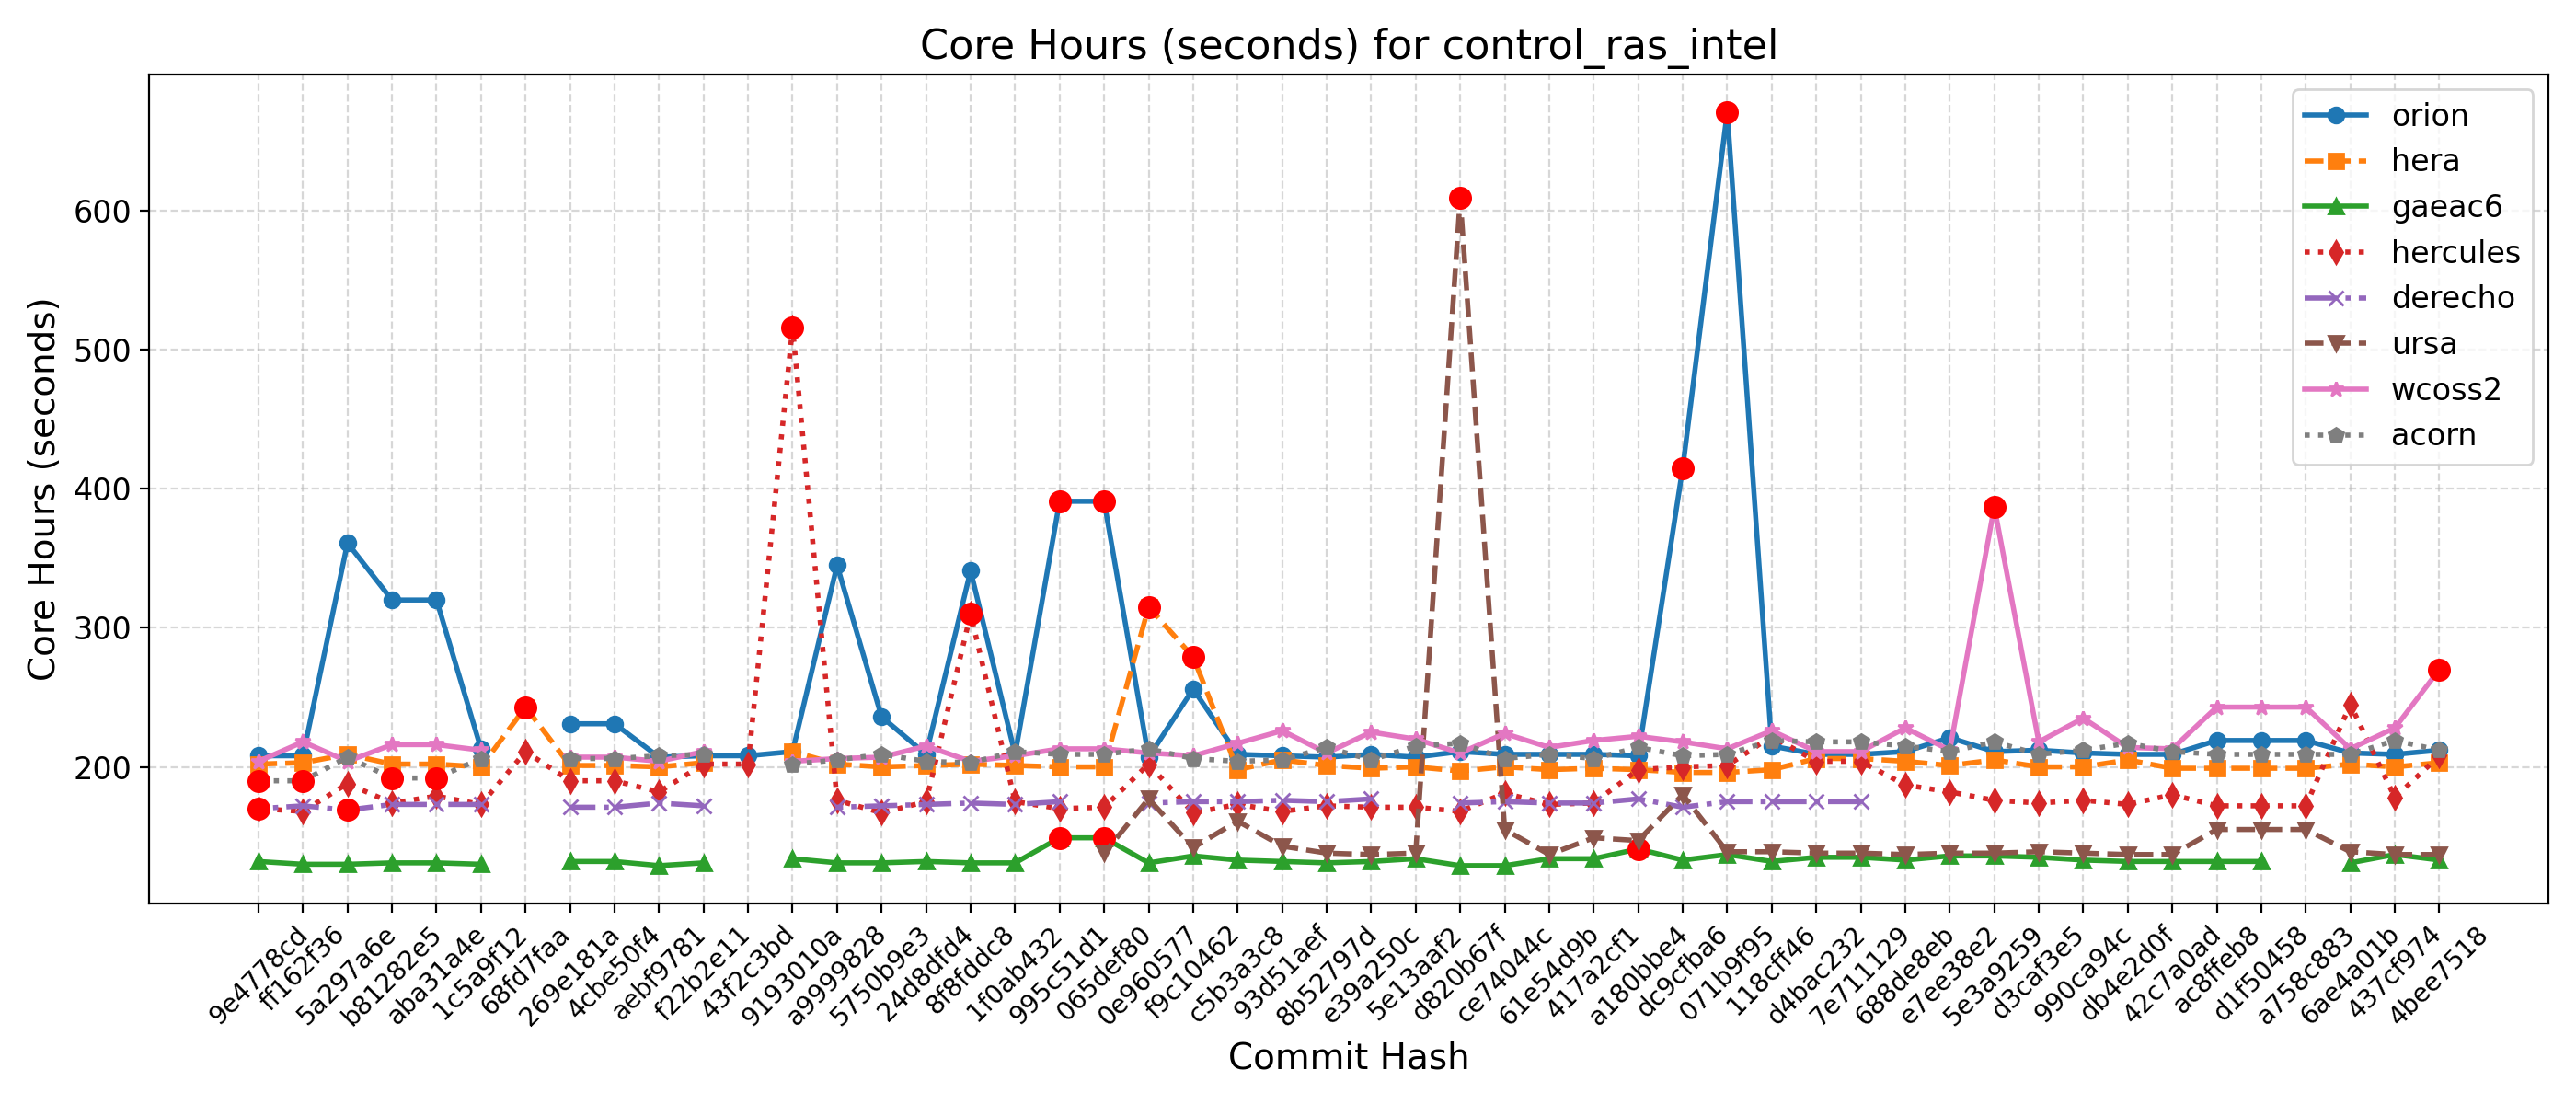 Core Hours (seconds) for control_ras_intel
Core Hours (seconds)
600
500
400
300
200
orion
hera
gaeac6
hercules
derecho
ursa
wcoss2
acorn
9e4778cd
ff162f36
5a297a6e
b81282e5
aba31a4e
1c5a9f12
68fd7faa
269e181a
4cbe50f4
aebf9781
f22b2e11
43f2c3bd
9193010a
a9999828
5750b9e3
24d8dfd4
8f8fddc8
1f0ab432
995c51d1
065def80
0e960577
f9c10462
c5b3a3c8
93d51aef
8b52797d
e39a250c
5e13aaf2
d820b67f
ce74044c
61e54d9b
417a2cf1
a180bbe4
dc9cfba6
071b9f95
118cff46
d4bac232
7e711129
688de8eb
e7ee38e2
5e3a9259
d3caf3e5
990ca94c
db4e2d0f
42c7a0ad
ac8ffeb8
d1f50458
a758c883
6ae4a01b
437cf974
4bee7518
Commit Hash